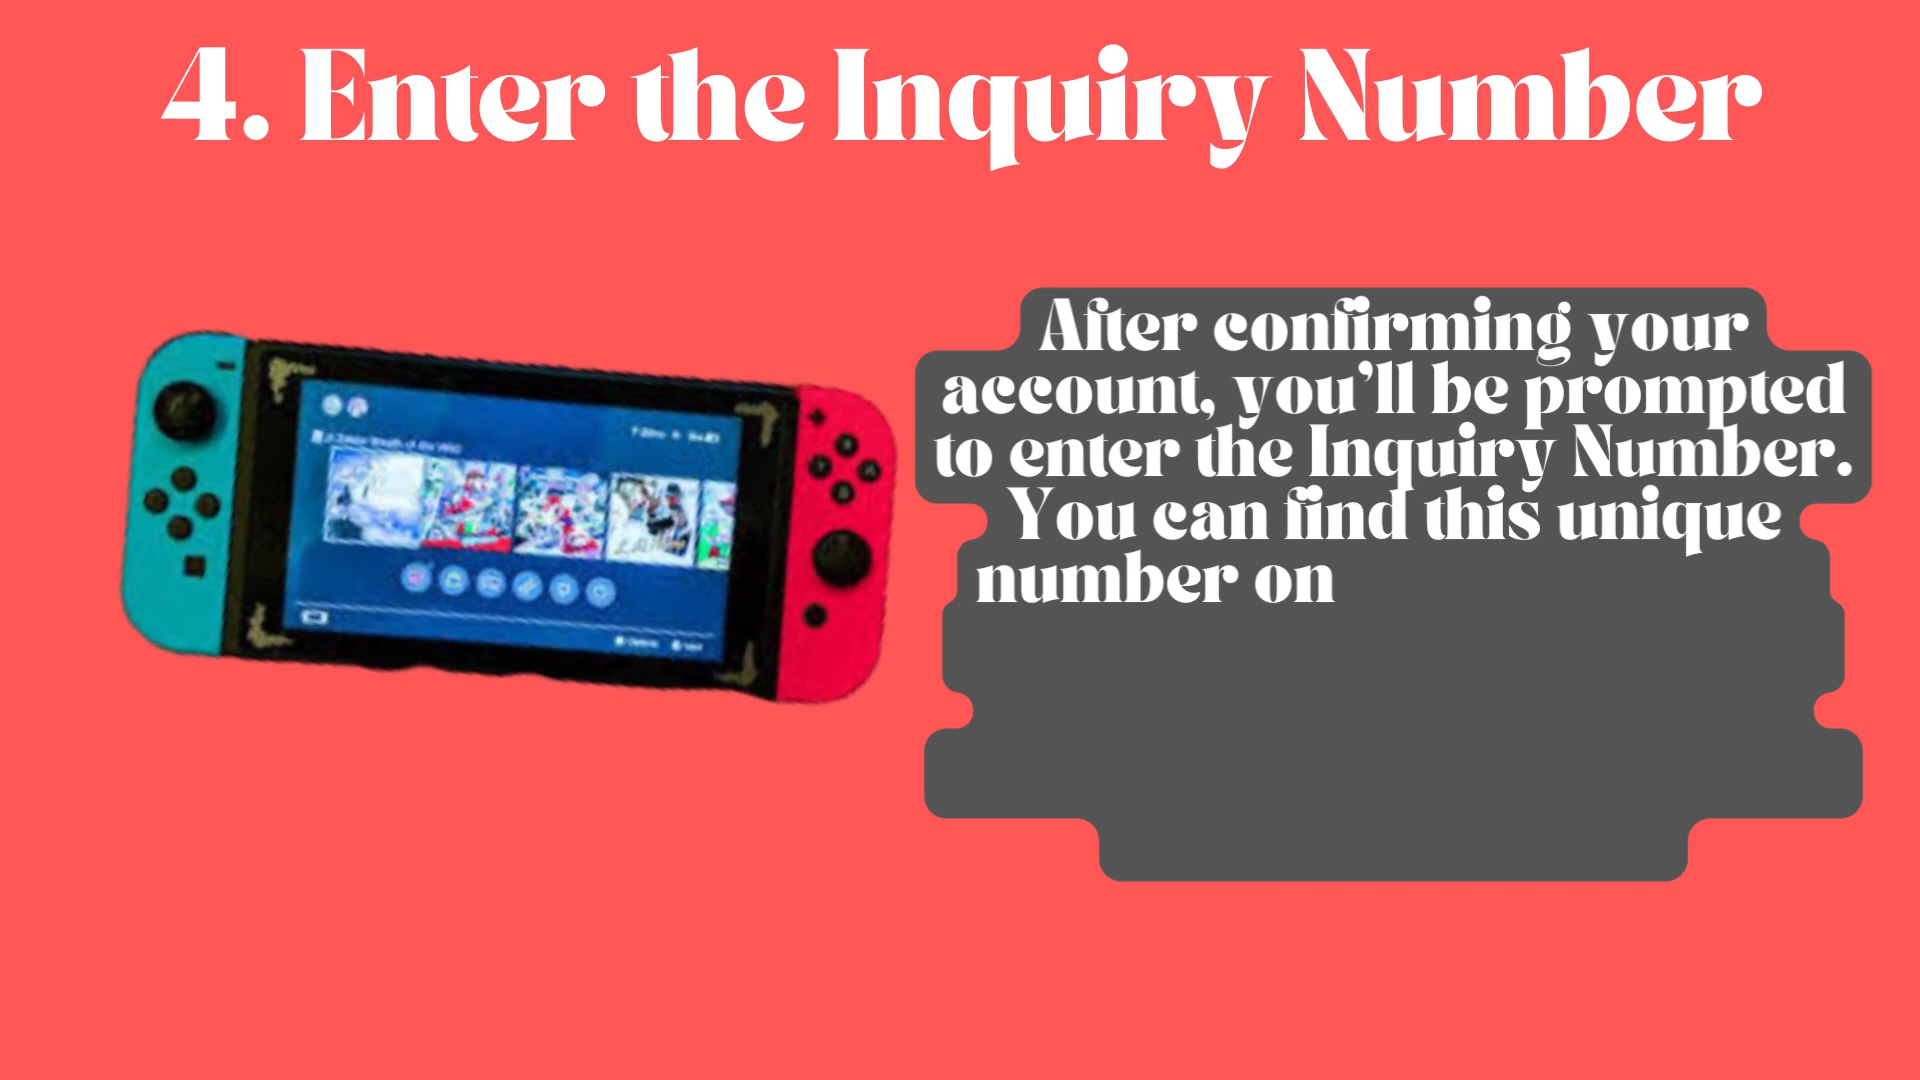 4. Enter the Inquiry Number
After confirming your
account, you'll be prompted
to enter the Inquiry Number.
You can find this unique
number on